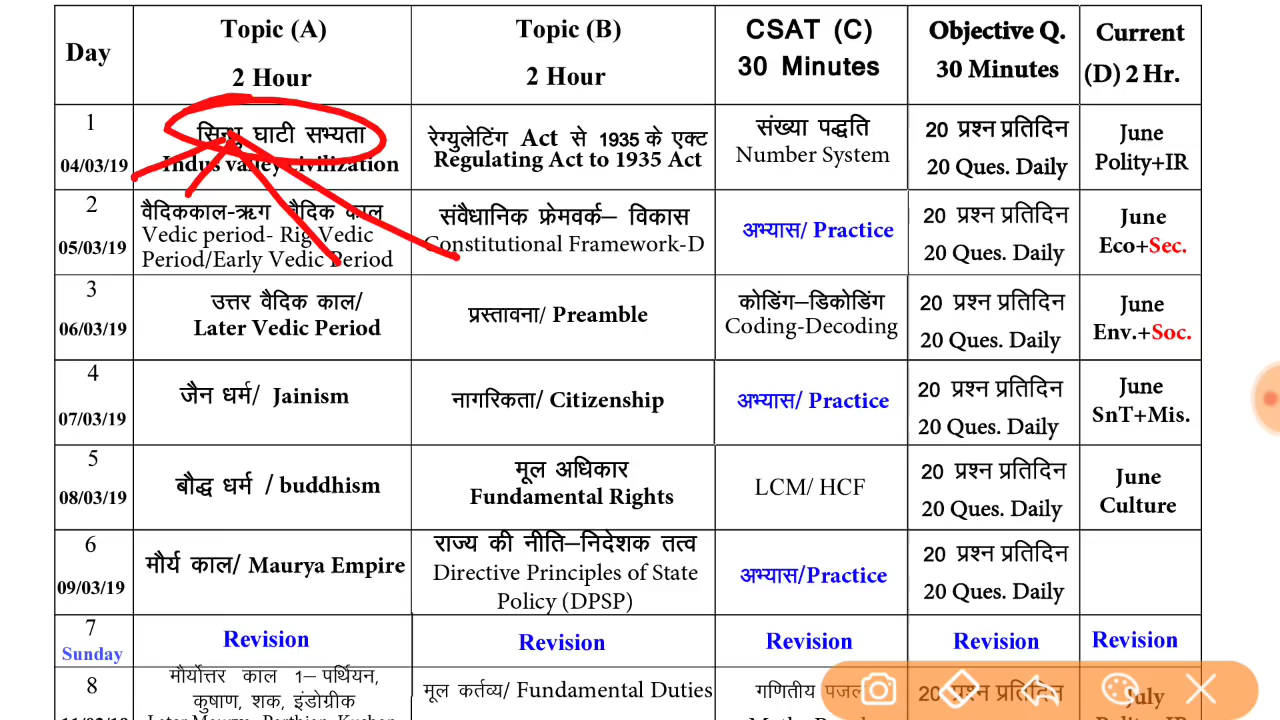 Day
Topic (A)
2 Hour
Topic (B)
2 Hour
CSAT (C)
30 Minutes
Objective Q.
30 Minutes
Current
(D) 2 Hr.
1
04/03/19
सिन्धु घाटी सभ्यता
Indus valley civilization
रेग्युलेटिंग Act से 1935 के एक्ट
Regulating Act to 1935 Act
संख्या पद्धति
Number System
20 प्रश्न प्रतिदिन
20 Ques. Daily
June
Polity+IR
2
05/03/19
वैदिककाल-ऋग वैदिक काल
Vedic period- Rig Vedic
Period/Early Vedic Period
संवैधानिक फ्रेमवर्क– विकास
Constitutional Framework-D
अभ्यास/ Practice
20 प्रश्न प्रतिदिन
20 Ques. Daily
June
Eco+Sec.
3
06/03/19
उत्तर वैदिक काल/
Later Vedic Period
प्रस्तावना/ Preamble
कोडिंग–डिकोडिंग
Coding-Decoding
20 प्रश्न प्रतिदिन
20 Ques. Daily
June
Env.+Soc.
4
07/03/19
जैन धर्म/ Jainism
नागरिकता/ Citizenship
अभ्यास/ Practice
20 प्रश्न प्रतिदिन
20 Ques. Daily
June
SnT+Mis.
5
08/03/19
बौद्ध धर्म / buddhism
मूल अधिकार
Fundamental Rights
LCM/ HCF
20 प्रश्न प्रतिदिन
20 Ques. Daily
June
Culture
6
09/03/19
मौर्य काल/ Maurya Empire
राज्य की नीति–निदेशक तत्व
Directive Principles of State
Policy (DPSP)
अभ्यास/Practice
20 प्रश्न प्रतिदिन
20 Ques. Daily
7
Sunday
Revision
Revision
Revision
Revision
Revision
8
मौर्योत्तर काल 1– पर्थियन,
कुषाण, शक, इंडोग्रीक
मूल कर्तव्य/ Fundamental Duties
गणितीय
20 प्रश्न प्रतिदिन
July